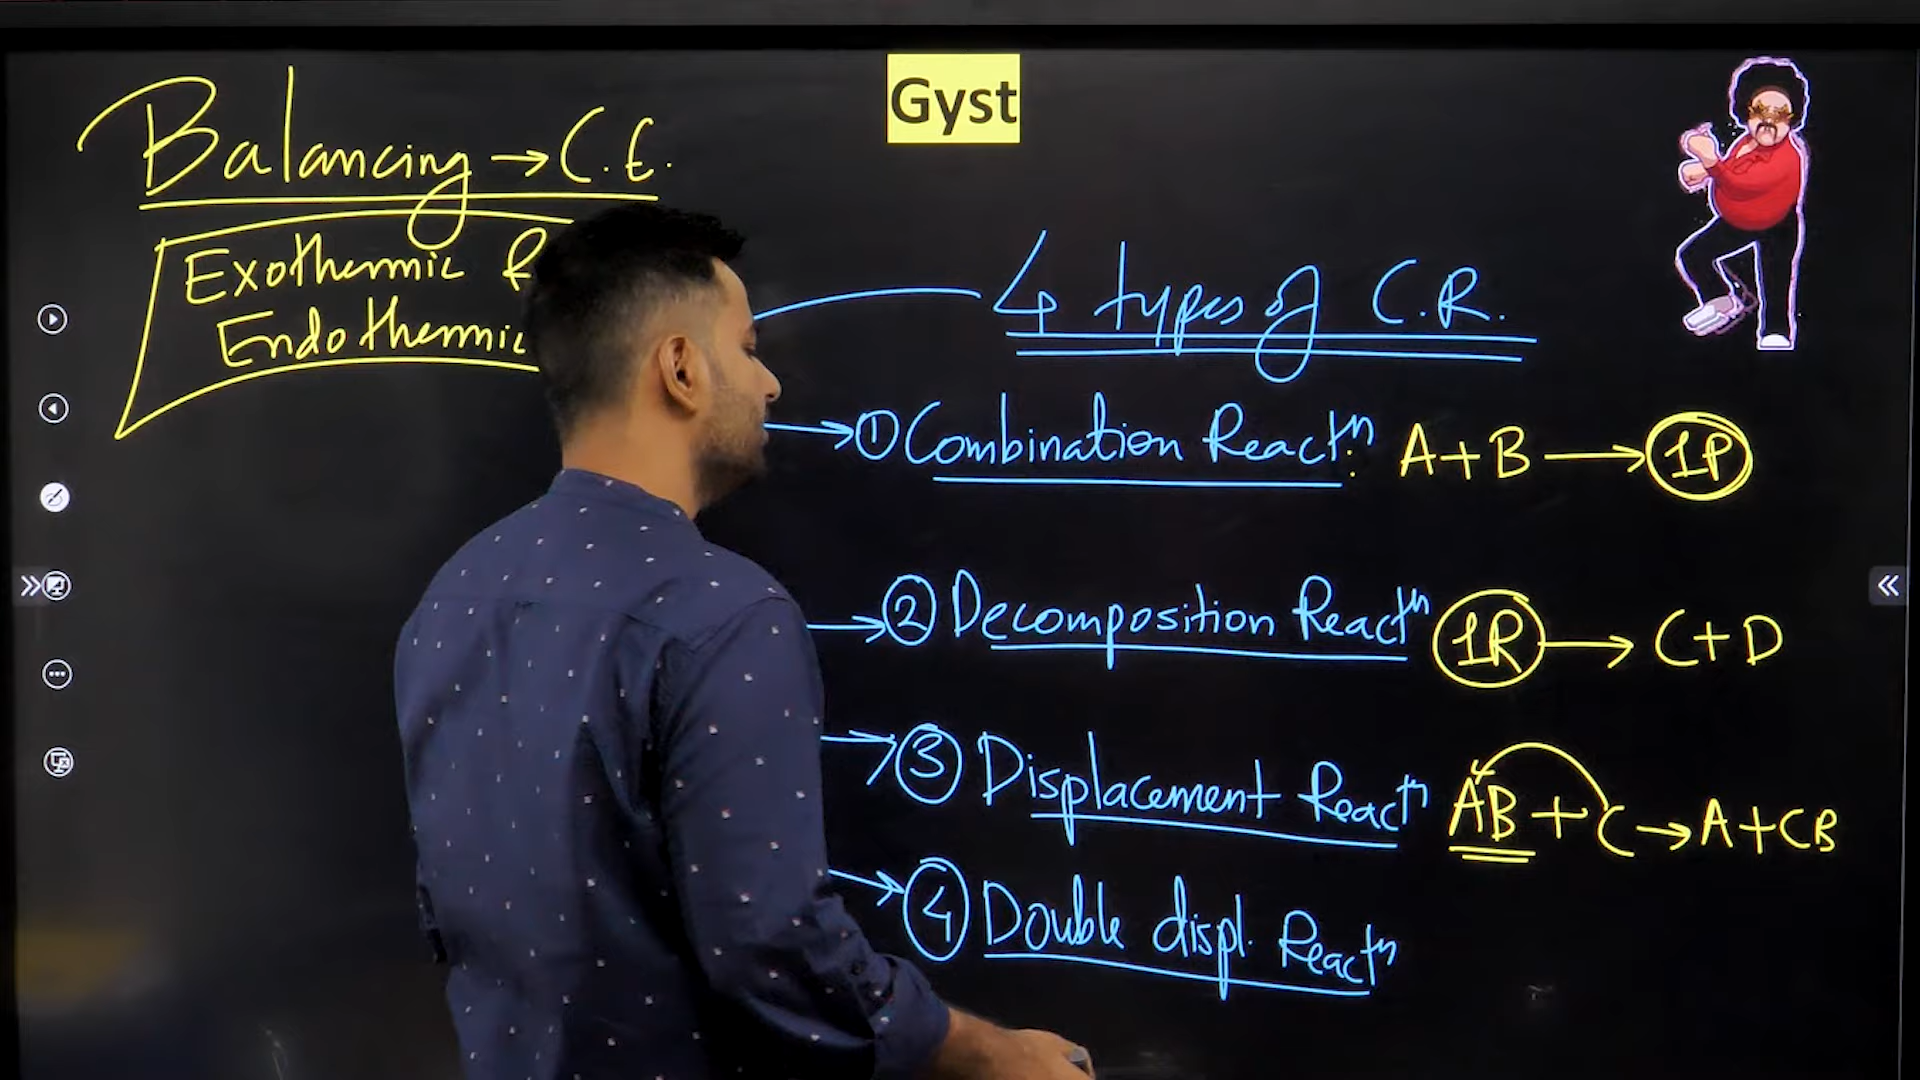 Gyst
Balancing → C.E.
Exothermic
Endothermic
4 types of C.R.
① Combination Reactⁿ. A + B → 1P
② Decomposition Reactⁿ 1R → C + D
③ Displacement Reactⁿ AB + C → A + CB
④ Double displ. Reactⁿ